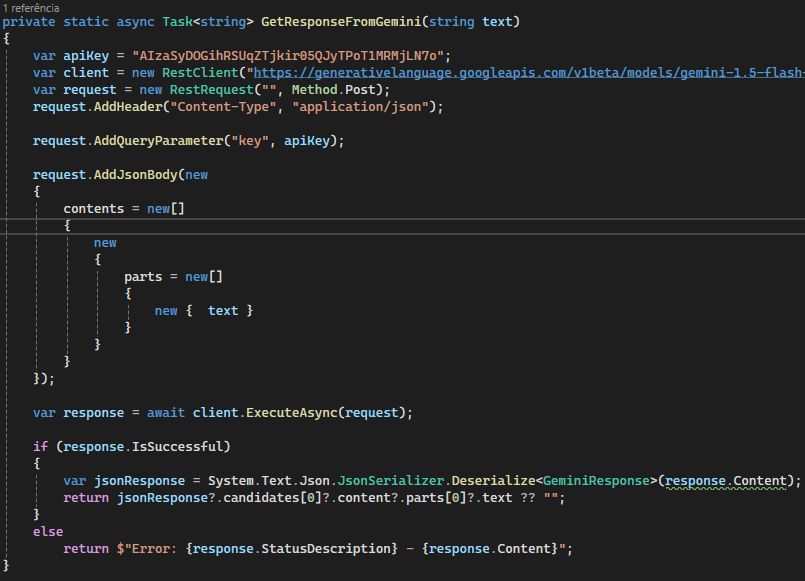 1 referência
private static async Task<string> GetResponseFromGemini(string text)
{
    var apiKey = "AIzaSyDOGihRSUqZTjkir05QJyTPoT1MRMjLN7o";
    var client = new RestClient("https://generativelanguage.googleapis.com/v1beta/models/gemini-1.5-flash-
    var request = new RestRequest("", Method.Post);
    request.AddHeader("Content-Type", "application/json");

    request.AddQueryParameter("key", apiKey);

    request.AddJsonBody(new
    {
        contents = new[]
        {
            new
            {
                parts = new[]
                {
                    new {  text }
                }
            }
        }
    });

    var response = await client.ExecuteAsync(request);

    if (response.IsSuccessful)
    {
        var jsonResponse = System.Text.Json.JsonSerializer.Deserialize<GeminiResponse>(response.Content);
        return jsonResponse?.candidates[0]?.content?.parts[0]?.text ?? "";
    }
    else
        return $"Error: {response.StatusDescription} - {response.Content}";
}